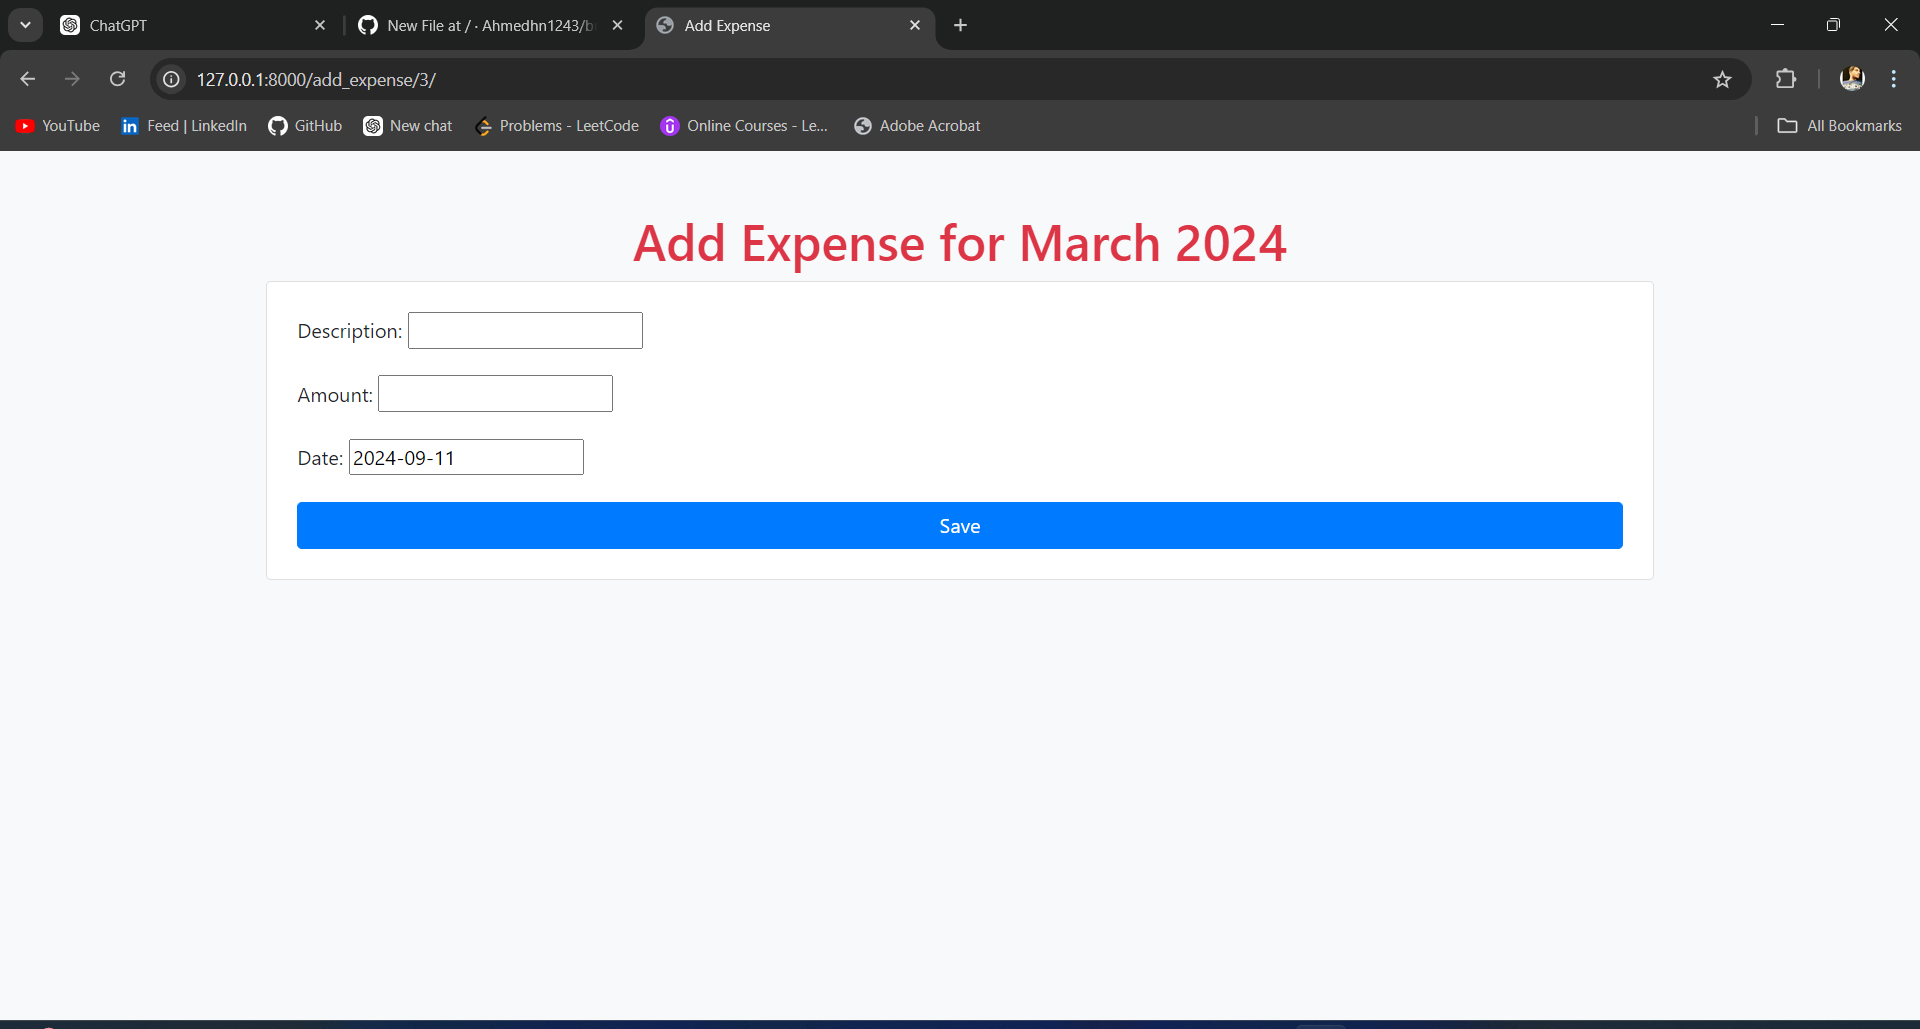 ChatGPT
New File at / · Ahmedhn1243/b
Add Expense
127.0.0.1:8000/add_expense/3/
YouTube
in Feed | LinkedIn
GitHub
New chat
Problems - LeetCode
Online Courses - Le...
Adobe Acrobat
All Bookmarks
Add Expense for March 2024
Description:
Amount:
Date: 2024-09-11
Save